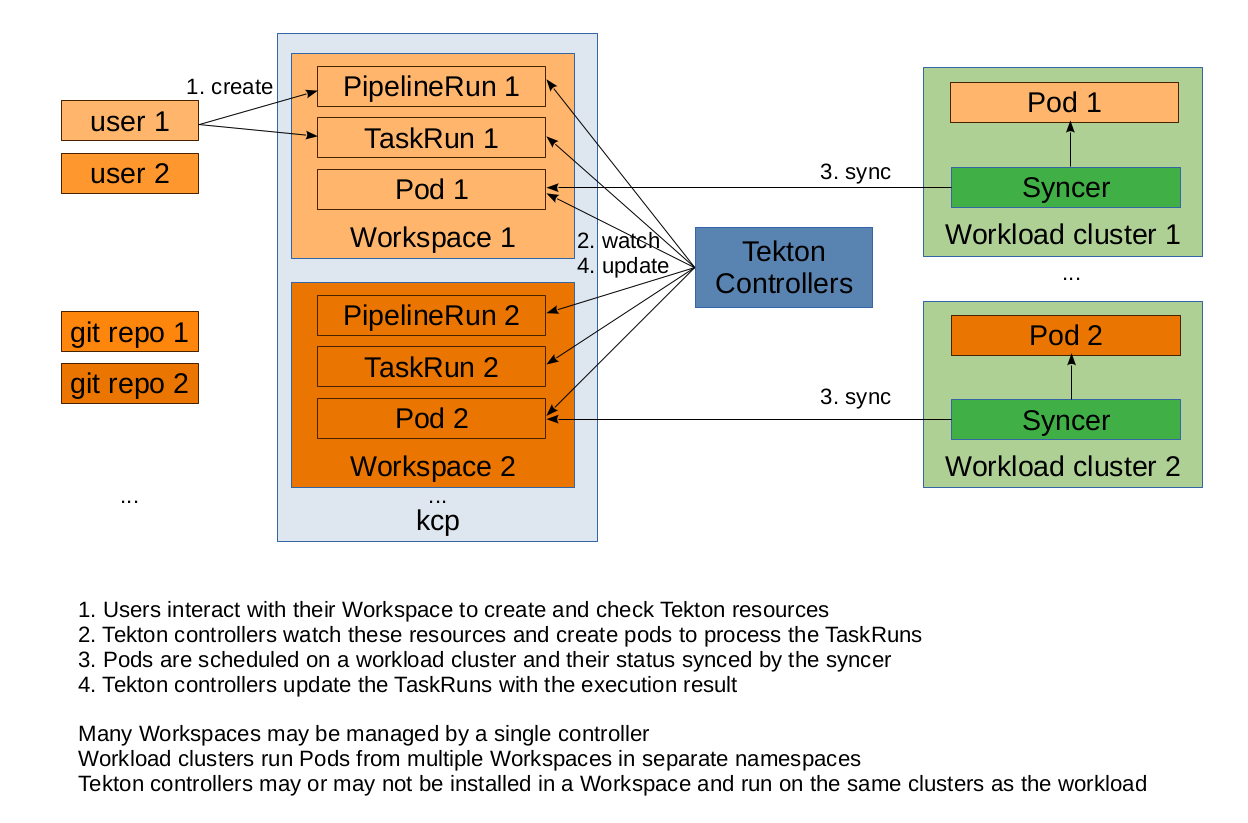 1. create
user 1
user 2
git repo 1
git repo 2
...
PipelineRun 1
TaskRun 1
Pod 1
Workspace 1
PipelineRun 2
TaskRun 2
Pod 2
Workspace 2
...
kcp
2. watch
4. update
Tekton
Controllers
3. sync
3. sync
Pod 1
Syncer
Workload cluster 1
...
Pod 2
Syncer
Workload cluster 2
1. Users interact with their Workspace to create and check Tekton resources
2. Tekton controllers watch these resources and create pods to process the TaskRuns
3. Pods are scheduled on a workload cluster and their status synced by the syncer
4. Tekton controllers update the TaskRuns with the execution result
Many Workspaces may be managed by a single controller
Workload clusters run Pods from multiple Workspaces in separate namespaces
Tekton controllers may or may not be installed in a Workspace and run on the same clusters as the workload